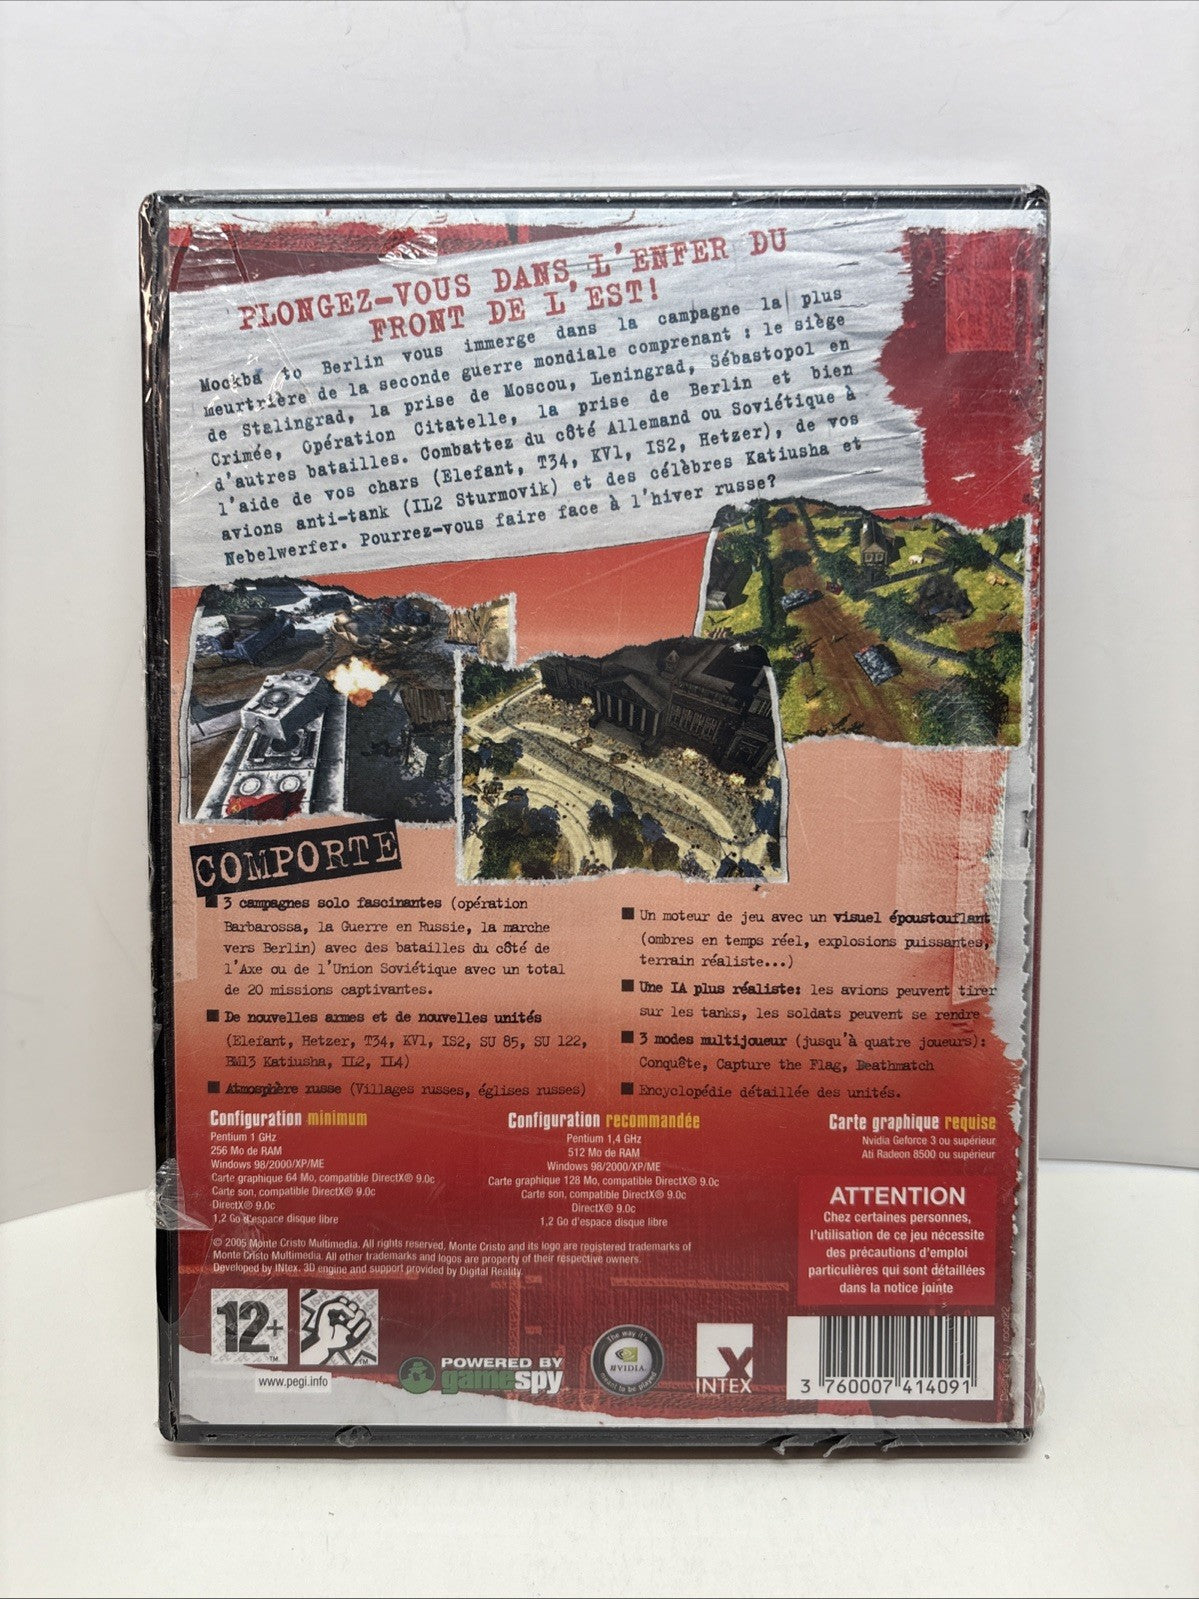 PLONGEZ-VOUS DANS L'ENFER DU
FRONT DE L'EST!
Mockba to Berlin vous immerge dans la campagne la plus
meurtrière de la seconde guerre mondiale comprenant : le siège
de Stalingrad, la prise de Moscou, Leningrad, Sébastopol en
Crimée, Opération Citatelle, la prise de Berlin et bien
d'autres batailles. Combattez du côté Allemand ou Soviétique à
l'aide de vos chars (Elefant, T34, KV1, IS2, Hetzer), de vos
avions anti-tank (IL2 Sturmovik) et des célèbres Katiusha et
Nebelwerfer. Pourrez-vous faire face à l'hiver russe?
COMPORTE
3 campagnes solo fascinantes (opération
Barbarossa, la Guerre en Russie, la marche
vers Berlin) avec des batailles du côté de
l'Axe ou de l'Union Soviétique avec un total
de 20 missions captivantes.
De nouvelles armes et de nouvelles unités
(Elefant, Hetzer, T34, KV1, IS2, SU 85, SU 122,
BM13 Katiusha, IL2, IL4)
Atmosphère russe (Villages russes, églises russes)
Un moteur de jeu avec un visuel époustouflant
(ombres en temps réel, explosions puissantes,
terrain réaliste...)
Une IA plus réaliste: les avions peuvent tirer
sur les tanks, les soldats peuvent se rendre
3 modes multijoueur (jusqu'à quatre joueurs):
Conquête, Capture the Flag, Deathmatch
Encyclopédie détaillée des unités.
Configuration minimum
Pentium 1 GHz
256 Mo de RAM
Windows 98/2000/XP/ME
Carte graphique 64 Mo, compatible DirectX® 9.0c
Carte son, compatible DirectX® 9.0c
DirectX® 9.0c
1,2 Go d'espace disque libre
Configuration recommandée
Pentium 1,4 GHz
512 Mo de RAM
Windows 98/2000/XP/ME
Carte graphique 128 Mo, compatible DirectX® 9.0c
Carte son, compatible DirectX® 9.0c
DirectX® 9.0c
1,2 Go d'espace disque libre
Carte graphique requise
Nvidia Geforce 3 ou supérieur
Ati Radeon 8500 ou supérieur
ATTENTION
Chez certaines personnes,
l'utilisation de ce jeu nécessite
des précautions d'emploi
particulières qui sont détaillées
dans la notice jointe
© 2005 Monte Cristo Multimedia. All rights reserved, Monte Cristo and its logo are registered trademarks of
Monte Cristo Multimedia. All other trademarks and logos are property of their respective owners.
Developed by INtex. 3D engine and support provided by Digital Reality.
12+
TM
www.pegi.info
POWERED BY
gamespy
The way it's
NVIDIA
meant to be played
X
INTEX
3 760007 414091